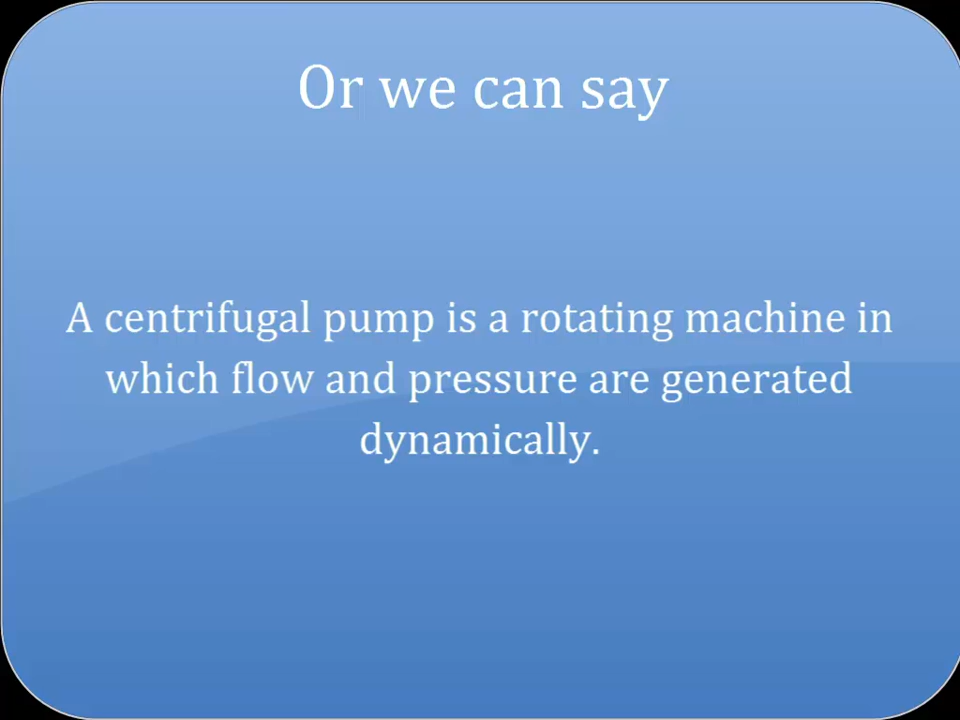 Or we can say
A centrifugal pump is a rotating machine in
which flow and pressure are generated
dynamically.